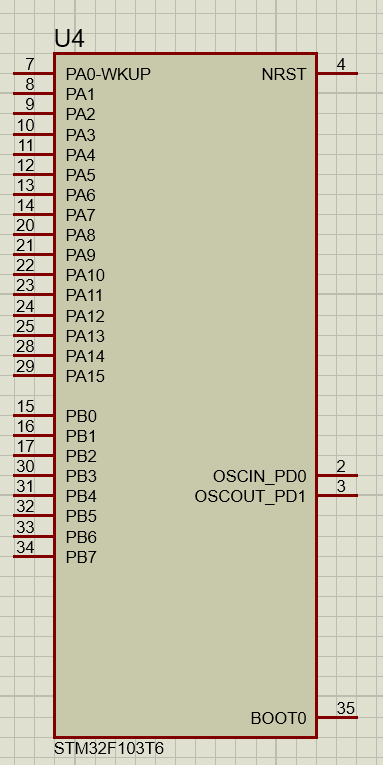 U4
7 PA0-WKUP NRST 4
8 PA1
9 PA2
10 PA3
11 PA4
12 PA5
13 PA6
14 PA7
20 PA8
21 PA9
22 PA10
23 PA11
24 PA12
25 PA13
28 PA14
29 PA15
15 PB0
16 PB1
17 PB2
30 PB3 OSCIN_PD0 2
31 PB4 OSCOUT_PD1 3
32 PB5
33 PB6
34 PB7
BOOT0 35
STM32F103T6